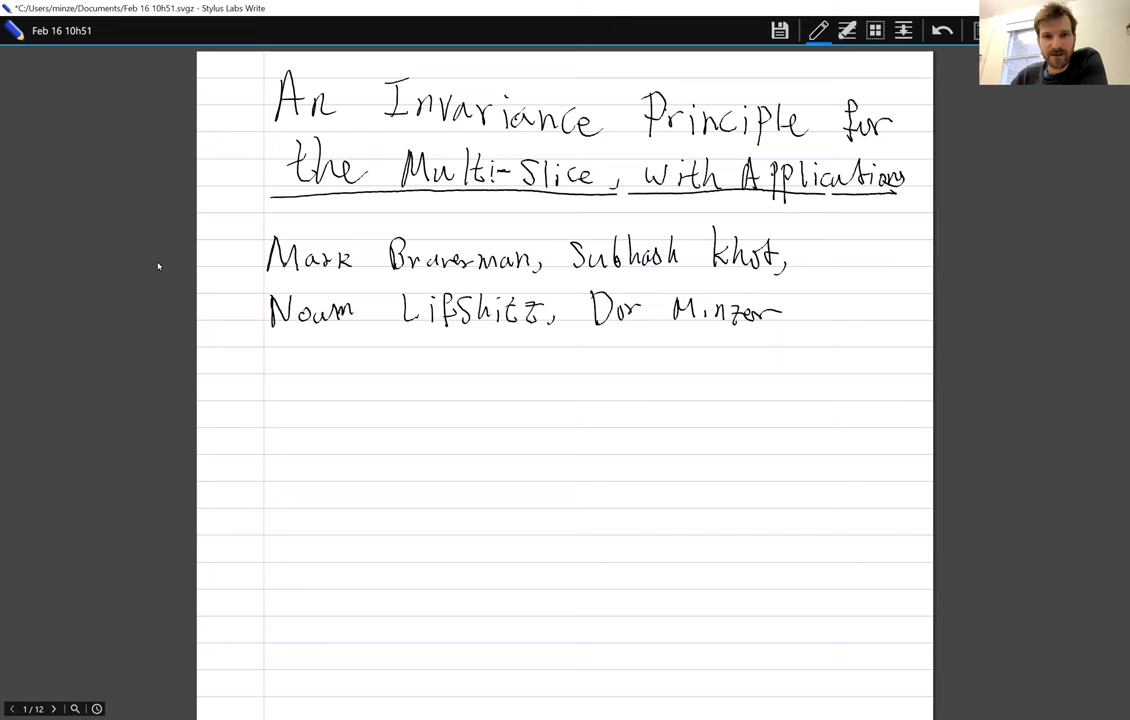 *C:/Users/minze/Documents/Feb 16 10h51.svgz - Stylus Labs Write
Feb 16 10h51
An Invariance Principle for
the Multi-Slice, with Applications
Mark Braverman, Subhash Khot,
Noam Lifshitz, Dor Minzer
1 / 12